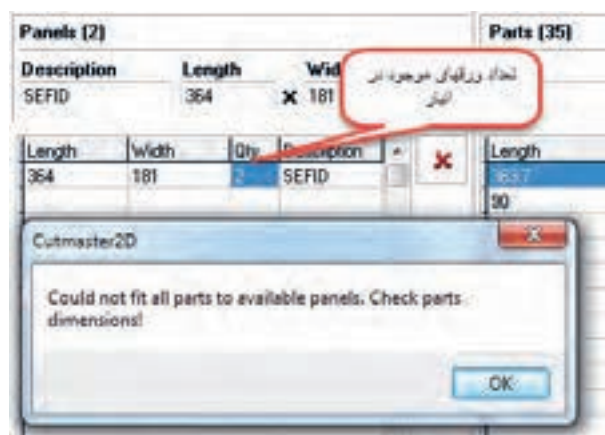 Panels (2)
Parts (35)
Description Length Wid
SEFID 364 x 181
تعداد ورقهای موجود در
انبار
Length Width Qty Description
364 181 2 SEFID
Length
363.7
90
Cutmaster2D
Could not fit all parts to available panels. Check parts
dimensions!
OK